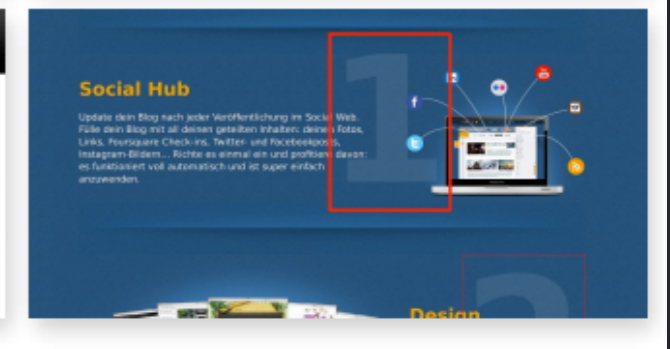 Social Hub
1
Update dein Blog nach jeder Veröffentlichung im Social Web.
Fülle dein Blog mit all deinen geteilten Inhalten: deinen Fotos,
Links, Foursquare Check-ins, Twitter- und Facebookposts,
Instagram-Bildern... Richte es einmal ein und profitiere davon:
es funktioniert voll automatisch und ist super einfach
anzuwenden.
2
Design